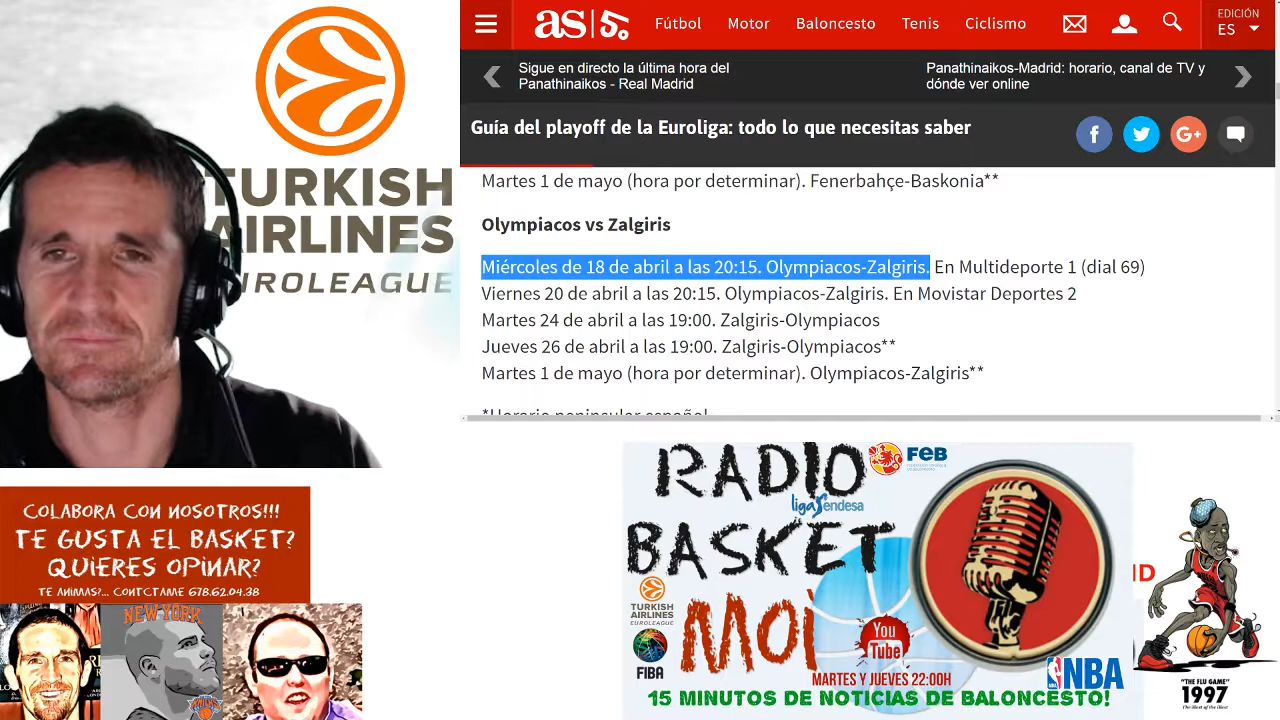 TURKISH
AIRLINES
EUROLEAGUE
as
Fútbol
Motor
Baloncesto
Tenis
Ciclismo
EDICIÓN
ES
Sigue en directo la última hora del
Panathinaikos - Real Madrid
Panathinaikos-Madrid: horario, canal de TV y
dónde ver online
Guía del playoff de la Euroliga: todo lo que necesitas saber
f
G+
Martes 1 de mayo (hora por determinar). Fenerbahçe-Baskonia**
Olympiacos vs Zalgiris
Miércoles de 18 de abril a las 20:15. Olympiacos-Zalgiris. En Multideporte 1 (dial 69)
Viernes 20 de abril a las 20:15. Olympiacos-Zalgiris. En Movistar Deportes 2
Martes 24 de abril a las 19:00. Zalgiris-Olympiacos
Jueves 26 de abril a las 19:00. Zalgiris-Olympiacos**
Martes 1 de mayo (hora por determinar). Olympiacos-Zalgiris**
*Horario peninsular español
COLABORA CON NOSOTROS!!!
TE GUSTA EL BASKET?
QUIERES OPINAR?
TE ANIMAS?... CONTCTAME 678.62.04.38
NEW YORK
RADIO
FEB
liga endesa
BASKET
TURKISH
AIRLINES
EUROLEAGUE
FIBA
MOI
You
Tube
NBA
MARTES Y JUEVES 22:00H
15 MINUTOS DE NOTICIAS DE BALONCESTO!
"THE FLU GAME"
1997